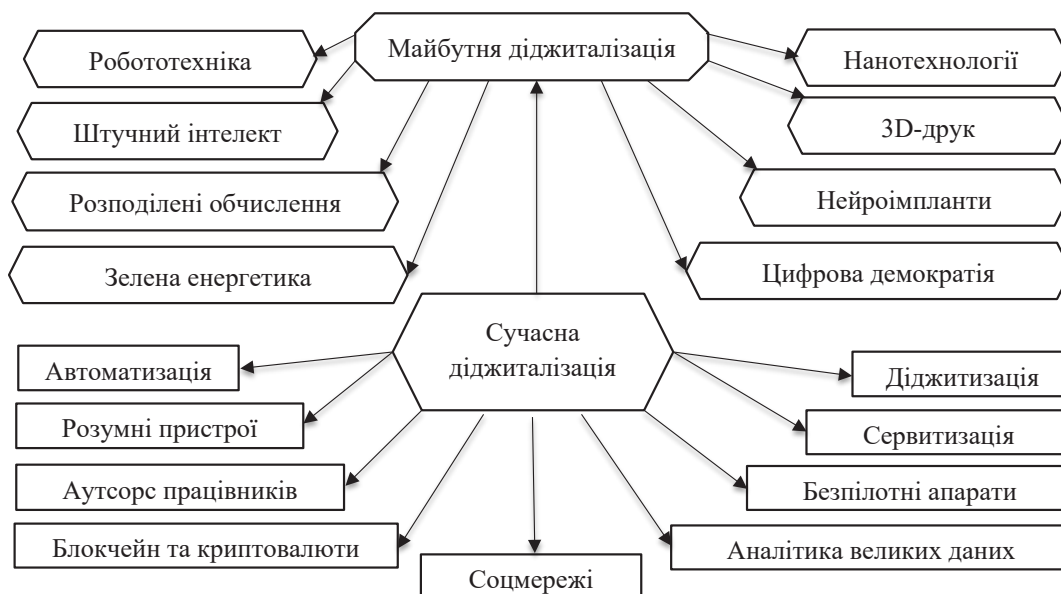 Майбутня діджиталізація
Робототехніка
Нанотехнології
Штучний інтелект
3D-друк
Розподілені обчислення
Нейроімпланти
Зелена енергетика
Цифрова демократія
Сучасна
діджиталізація
Автоматизація
Діджитизація
Розумні пристрої
Сервитизація
Аутсорс працівників
Безпілотні апарати
Блокчейн та криптовалюти
Аналітика великих даних
Соцмережі